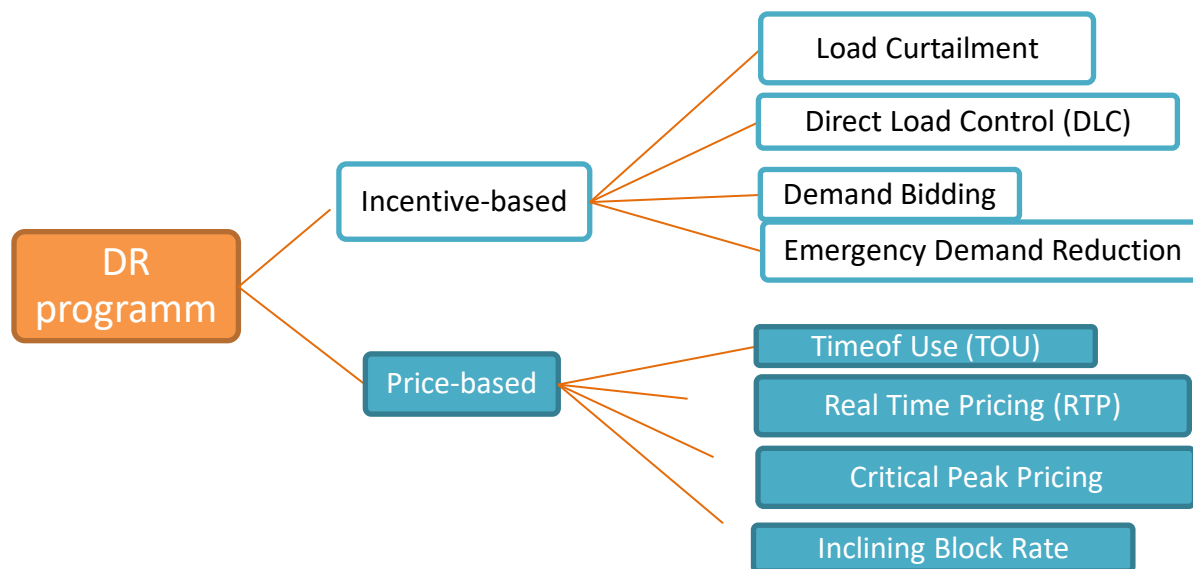 Load Curtailment
Direct Load Control (DLC)
Incentive-based
Demand Bidding
Emergency Demand Reduction
DR
programm
Timeof Use (TOU)
Price-based
Real Time Pricing (RTP)
Critical Peak Pricing
Inclining Block Rate